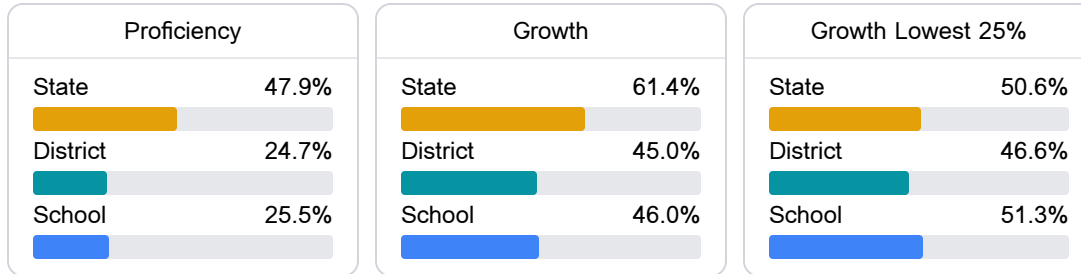 Proficiency
State 47.9%
District 24.7%
School 25.5%
Growth
State 61.4%
District 45.0%
School 46.0%
Growth Lowest 25%
State 50.6%
District 46.6%
School 51.3%